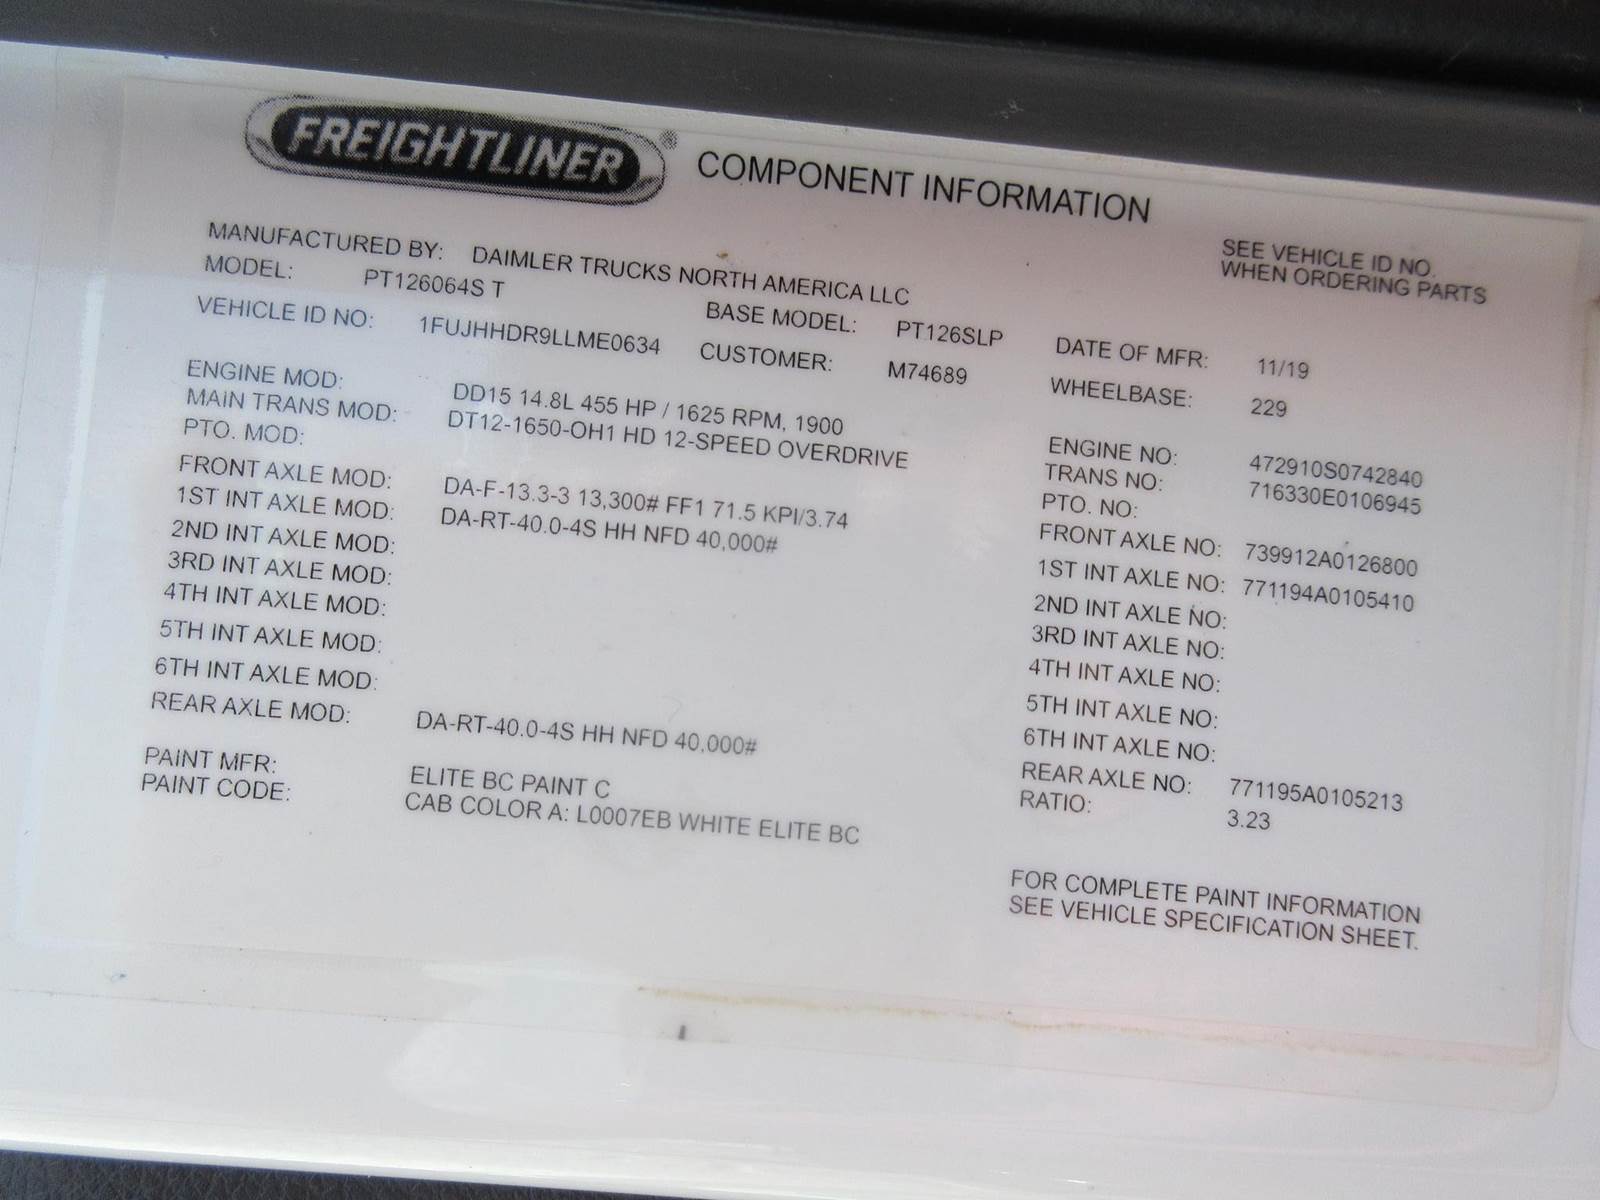 FREIGHTLINER® COMPONENT INFORMATION
SEE VEHICLE ID NO.
WHEN ORDERING PARTS
MANUFACTURED BY: DAIMLER TRUCKS NORTH AMERICA LLC
MODEL: PT126064S T BASE MODEL: PT126SLP DATE OF MFR: 11/19
VEHICLE ID NO: 1FUJHHDR9LLME0634 CUSTOMER: M74689 WHEELBASE: 229
ENGINE MOD: DD15 14.8L 455 HP / 1625 RPM, 1900 ENGINE NO: 472910S0742840
MAIN TRANS MOD: DT12-1650-OH1 HD 12-SPEED OVERDRIVE TRANS NO: 716330E0106945
PTO. MOD: PTO. NO:
FRONT AXLE MOD: DA-F-13.3-3 13,300# FF1 71.5 KPI/3.74 FRONT AXLE NO: 739912A0126800
1ST INT AXLE MOD: DA-RT-40.0-4S HH NFD 40,000# 1ST INT AXLE NO: 771194A0105410
2ND INT AXLE MOD: 2ND INT AXLE NO:
3RD INT AXLE MOD: 3RD INT AXLE NO:
4TH INT AXLE MOD: 4TH INT AXLE NO:
5TH INT AXLE MOD: 5TH INT AXLE NO:
6TH INT AXLE MOD: 6TH INT AXLE NO:
REAR AXLE MOD: DA-RT-40.0-4S HH NFD 40,000# REAR AXLE NO: 771195A0105213
RATIO: 3.23
PAINT MFR: ELITE BC PAINT C
PAINT CODE: CAB COLOR A: L0007EB WHITE ELITE BC
FOR COMPLETE PAINT INFORMATION
SEE VEHICLE SPECIFICATION SHEET.